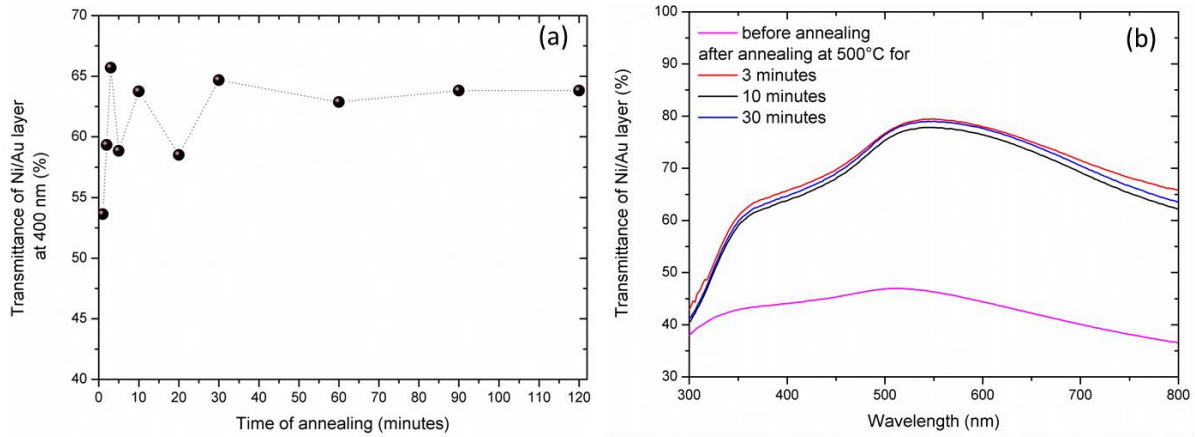 (a)
Transmittance of Ni/Au layer
at 400 nm (%)
70
65
60
55
50
45
40
0 10 20 30 40 50 60 70 80 90 100 110 120
Time of annealing (minutes)
(b)
before annealing
after annealing at 500°C for
3 minutes
10 minutes
30 minutes
Transmittance of Ni/Au layer (%)
100
90
80
70
60
50
40
30
300 400 500 600 700 800
Wavelength (nm)